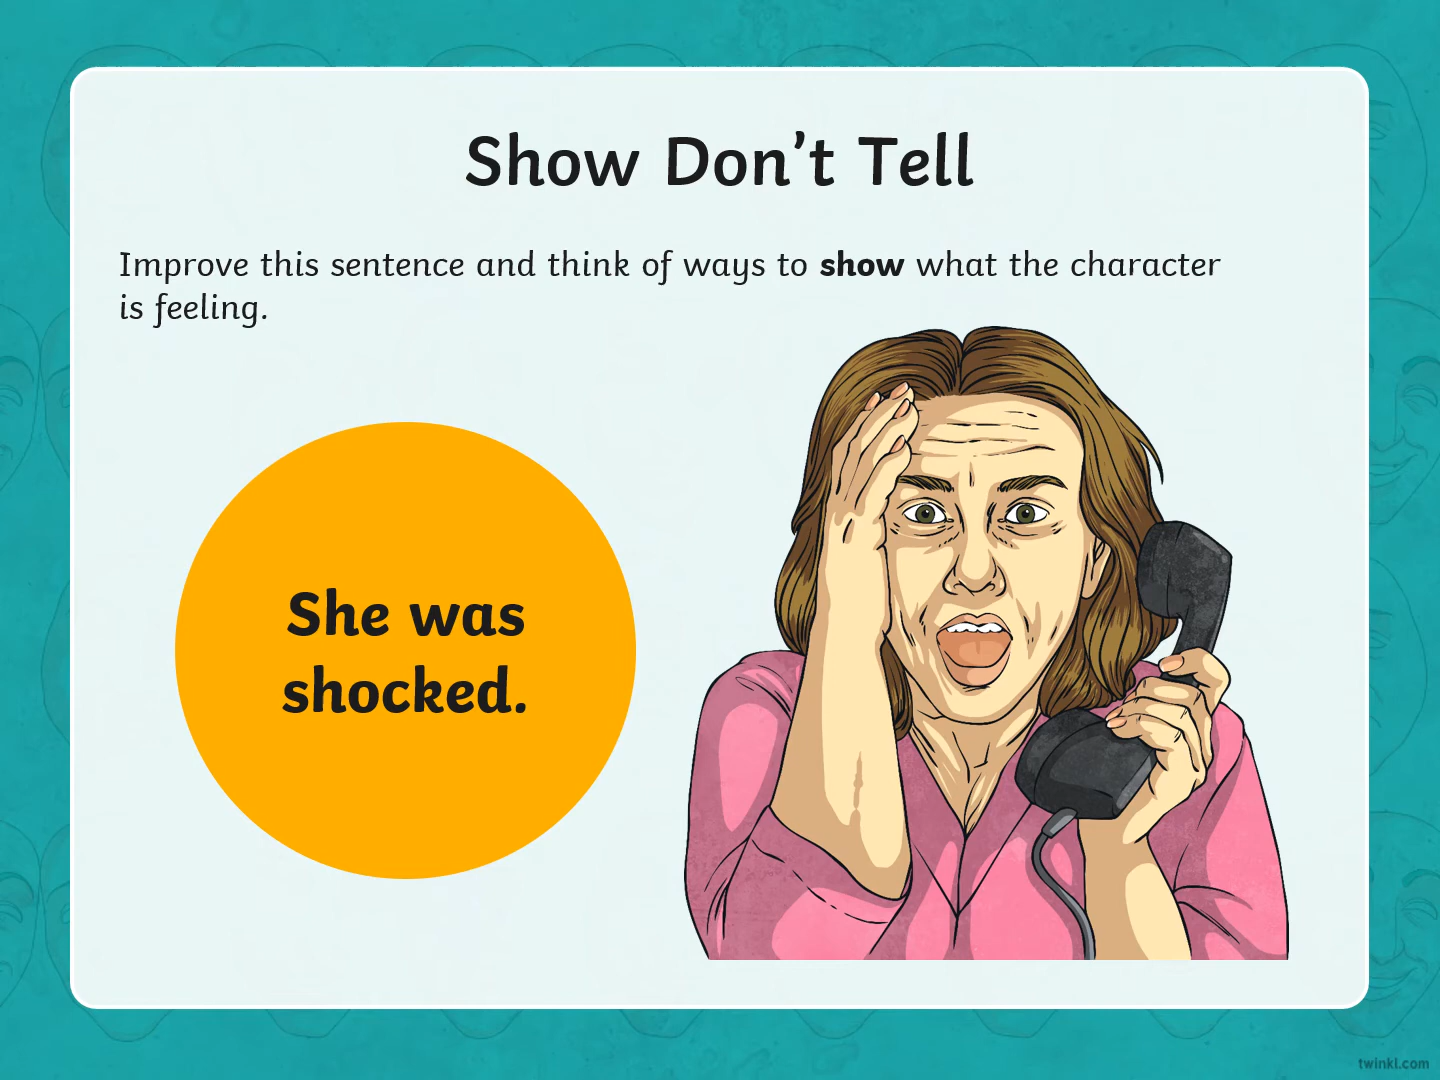 Show Don’t Tell
Improve this sentence and think of ways to show what the character
is feeling.
She was
shocked.
twinkl.com